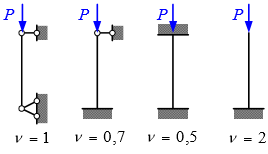 P P P P
ν = 1 ν = 0,7 ν = 0,5 ν = 2